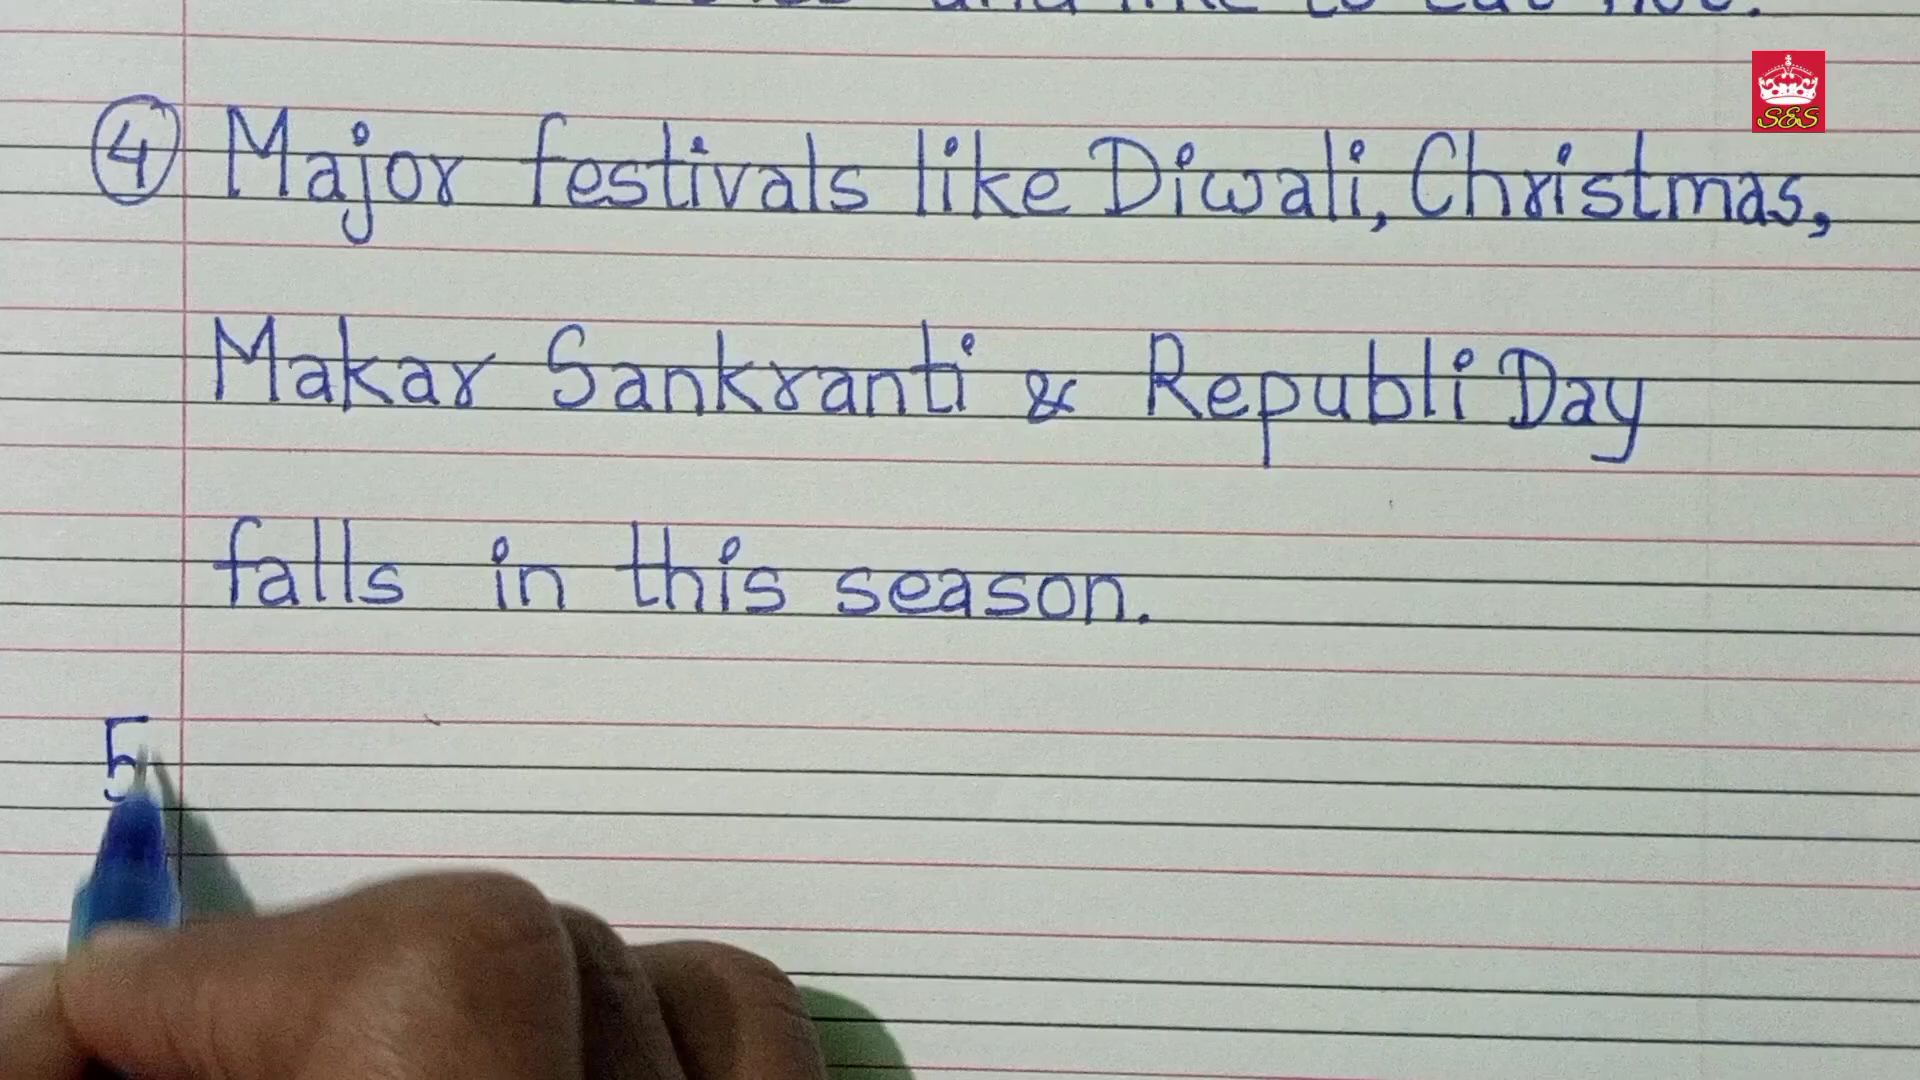 ④ Major festivals like Diwali, Christmas,
Makar Sankranti & Republi Day
falls in this season.
5
S&S